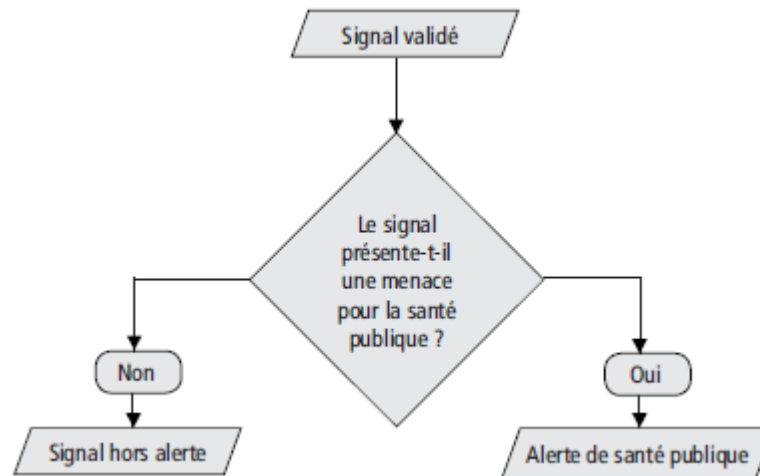 Signal validé
Le signal
présente-t-il
une menace
pour la santé
publique ?
Non
Oui
Signal hors alerte
Alerte de santé publique